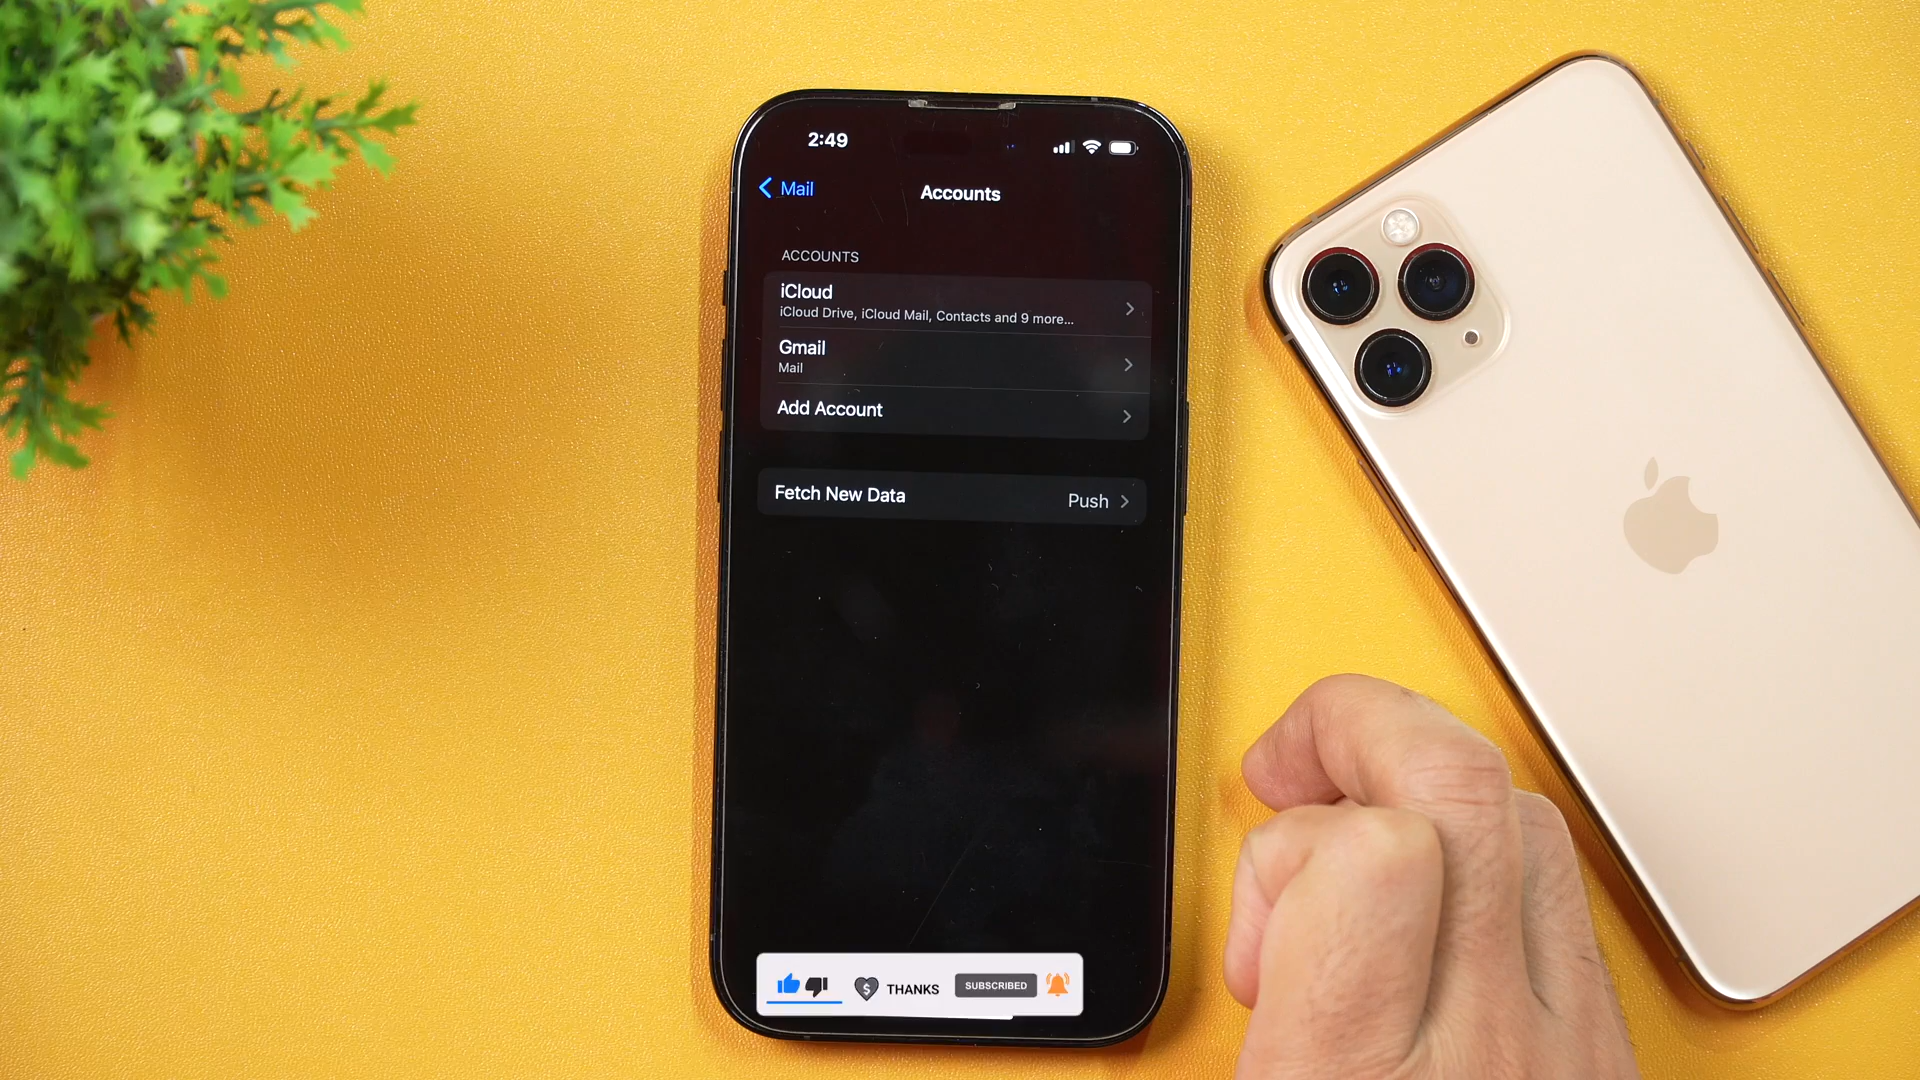 2:49
Mail
Accounts
ACCOUNTS
iCloud
iCloud Drive, iCloud Mail, Contacts and 9 more...
Gmail
Mail
Add Account
Fetch New Data Push
$ THANKS SUBSCRIBED